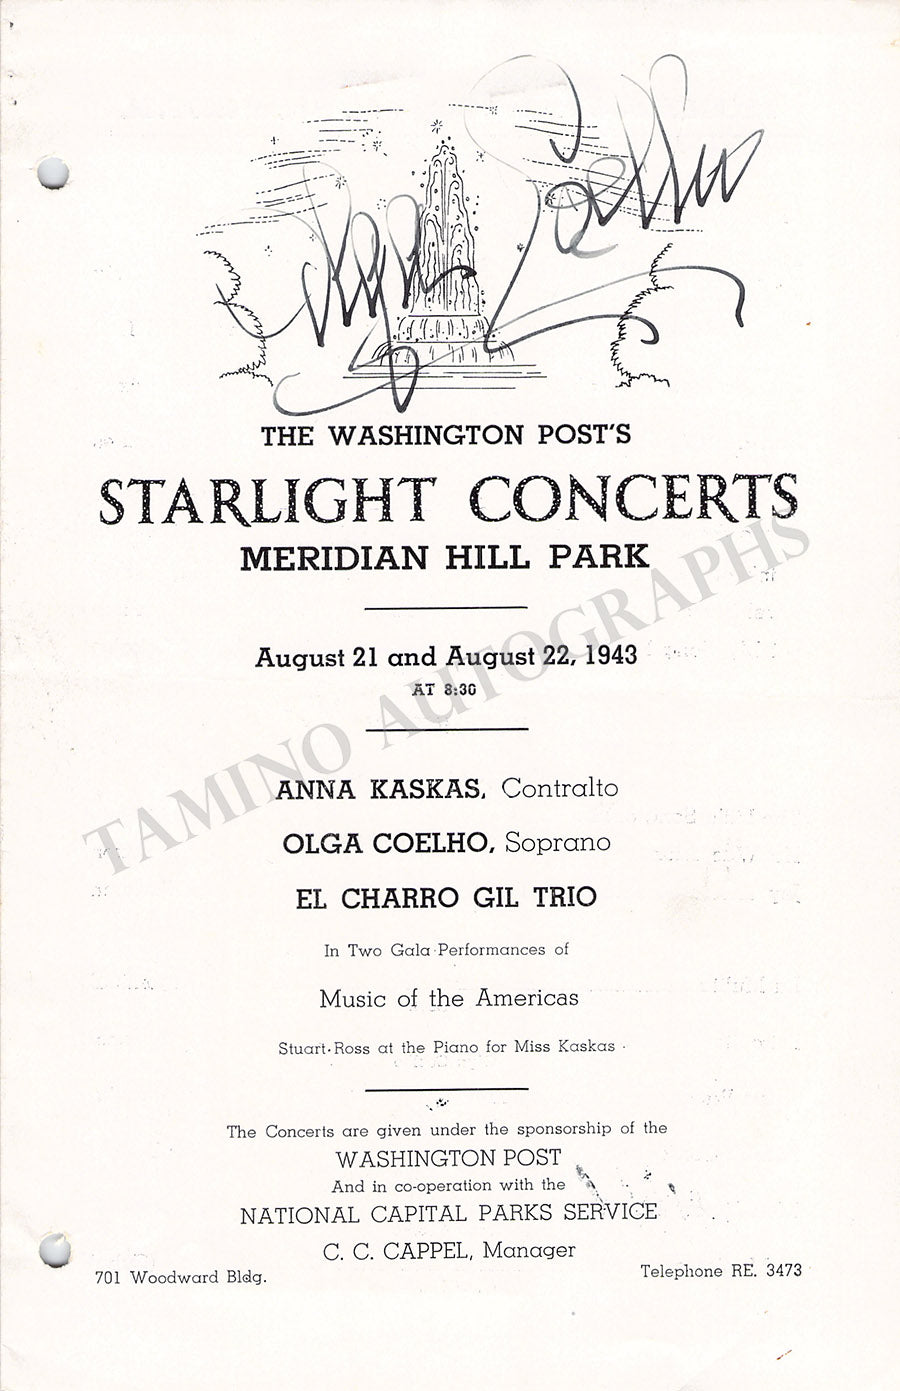 Olga Coelho
THE WASHINGTON POST'S
STARLIGHT CONCERTS
MERIDIAN HILL PARK
August 21 and August 22, 1943
AT 8:30
TAMINO AUTOGRAPHS
ANNA KASKAS, Contralto
OLGA COELHO, Soprano
EL CHARRO GIL TRIO
In Two Gala Performances of
Music of the Americas
Stuart Ross at the Piano for Miss Kaskas
The Concerts are given under the sponsorship of the
WASHINGTON POST
And in co-operation with the
NATIONAL CAPITAL PARKS SERVICE
C. C. CAPPEL, Manager
701 Woodward Bldg.
Telephone RE. 3473